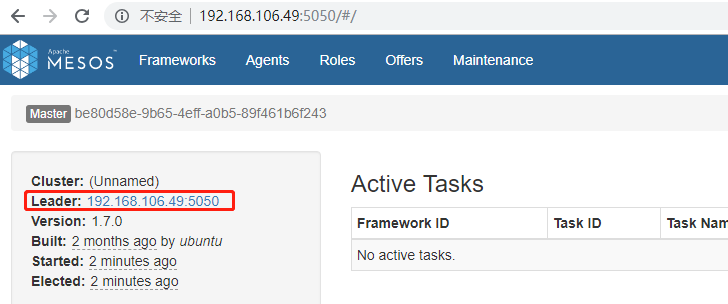 不安全 | 192.168.106.49:5050/#/
Apache MESOS™ Frameworks Agents Roles Offers Maintenance
Master be80d58e-9b65-4eff-a0b5-89f461b6f243
Cluster: (Unnamed)
Leader: 192.168.106.49:5050
Version: 1.7.0
Built: 2 months ago by ubuntu
Started: 2 minutes ago
Elected: 2 minutes ago
Active Tasks
Framework ID Task ID Task Nam
No active tasks.